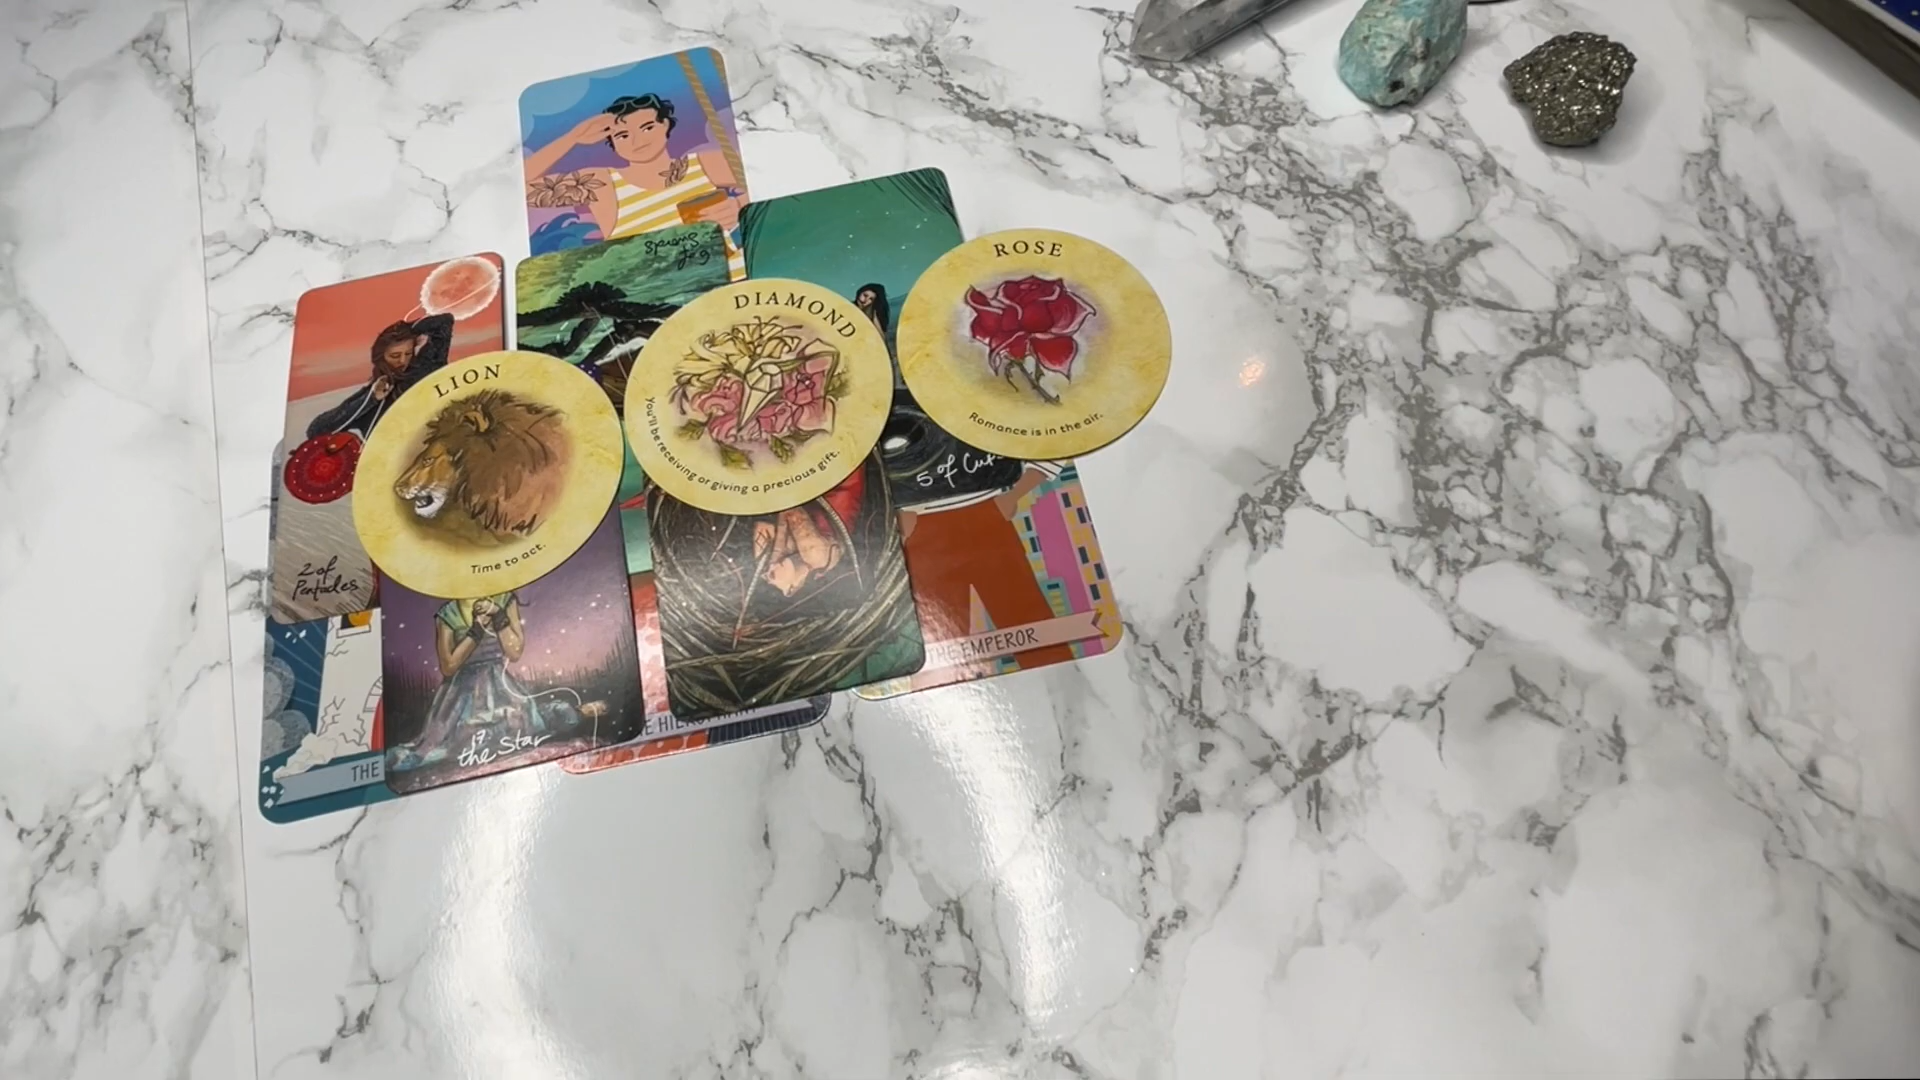 ROSE
Romance is in the air.
DIAMOND
You'll be receiving or giving a precious gift.
LION
Time to act.
5 of Cu
2 of
Pentacles
THE EMPEROR
the Star
17
THE